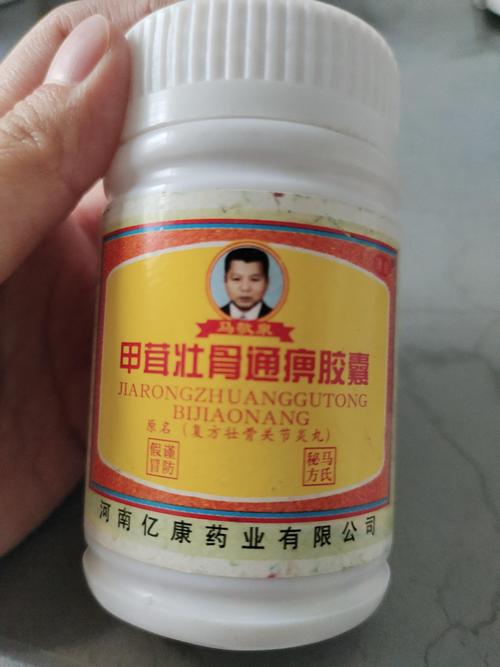 马敬泉
甲茸壮骨通痹胶囊
JIARONGZHUANGGUTONG
BIJIAONANG
原名（复方壮骨关节炎丸）
谨防假冒
马氏秘方
河南亿康药业有限公司